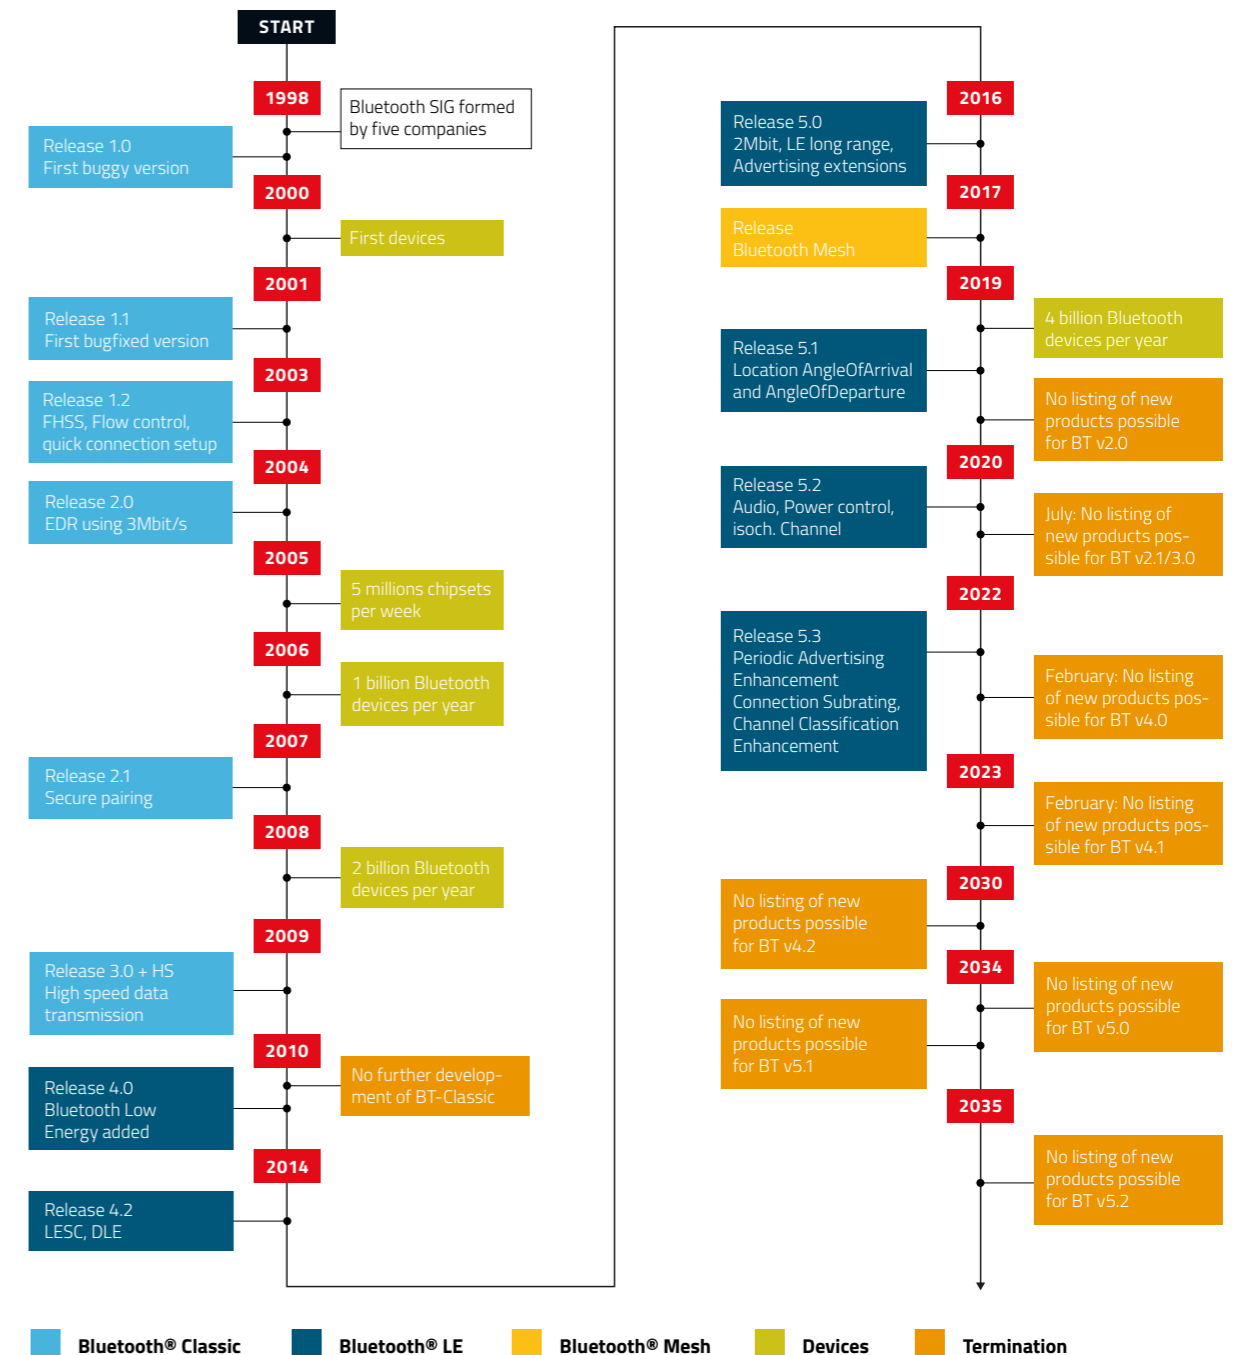 START
1998
Bluetooth SIG formed
by five companies
Release 1.0
First buggy version
2000
First devices
2001
Release 1.1
First bugfixed version
2003
Release 1.2
FHSS, Flow control,
quick connection setup
2004
Release 2.0
EDR using 3Mbit/s
2005
5 millions chipsets
per week
2006
1 billion Bluetooth
devices per year
2007
Release 2.1
Secure pairing
2008
2 billion Bluetooth
devices per year
2009
Release 3.0 + HS
High speed data
transmission
2010
No further develop-
ment of BT-Classic
Release 4.0
Bluetooth Low
Energy added
2014
Release 4.2
LESC, DLE
2016
Release 5.0
2Mbit, LE long range,
Advertising extensions
2017
Release
Bluetooth Mesh
2019
4 billion Bluetooth
devices per year
Release 5.1
Location AngleOfArrival
and AngleOfDeparture
No listing of new
products possible
for BT v2.0
2020
Release 5.2
Audio, Power control,
isoch. Channel
July: No listing of
new products pos-
sible for BT v2.1/3.0
2022
Release 5.3
Periodic Advertising
Enhancement
Connection Subrating,
Channel Classification
Enhancement
February: No listing
of new products pos-
sible for BT v4.0
2023
February: No listing
of new products pos-
sible for BT v4.1
2030
No listing of new
products possible
for BT v4.2
2034
No listing of new
products possible
for BT v5.0
No listing of new
products possible
for BT v5.1
2035
No listing of new
products possible
for BT v5.2
Bluetooth® Classic
Bluetooth® LE
Bluetooth® Mesh
Devices
Termination